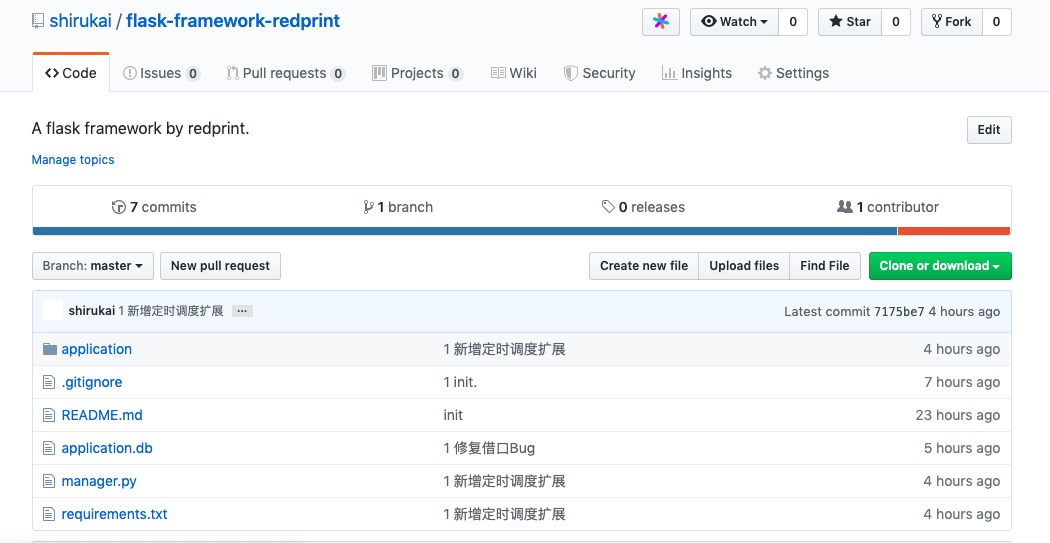 shirukai / flask-framework-redprint Watch 0 Star 0 Fork 0
Code Issues 0 Pull requests 0 Projects 0 Wiki Security Insights Settings
A flask framework by redprint. Edit
Manage topics
7 commits 1 branch 0 releases 1 contributor
Branch: master New pull request Create new file Upload files Find File Clone or download
shirukai 1 新增定时调度扩展 ... Latest commit 7175be7 4 hours ago
application 1 新增定时调度扩展 4 hours ago
.gitignore 1 init. 7 hours ago
README.md init 23 hours ago
application.db 1 修复借口Bug 5 hours ago
manager.py 1 新增定时调度扩展 4 hours ago
requirements.txt 1 新增定时调度扩展 4 hours ago